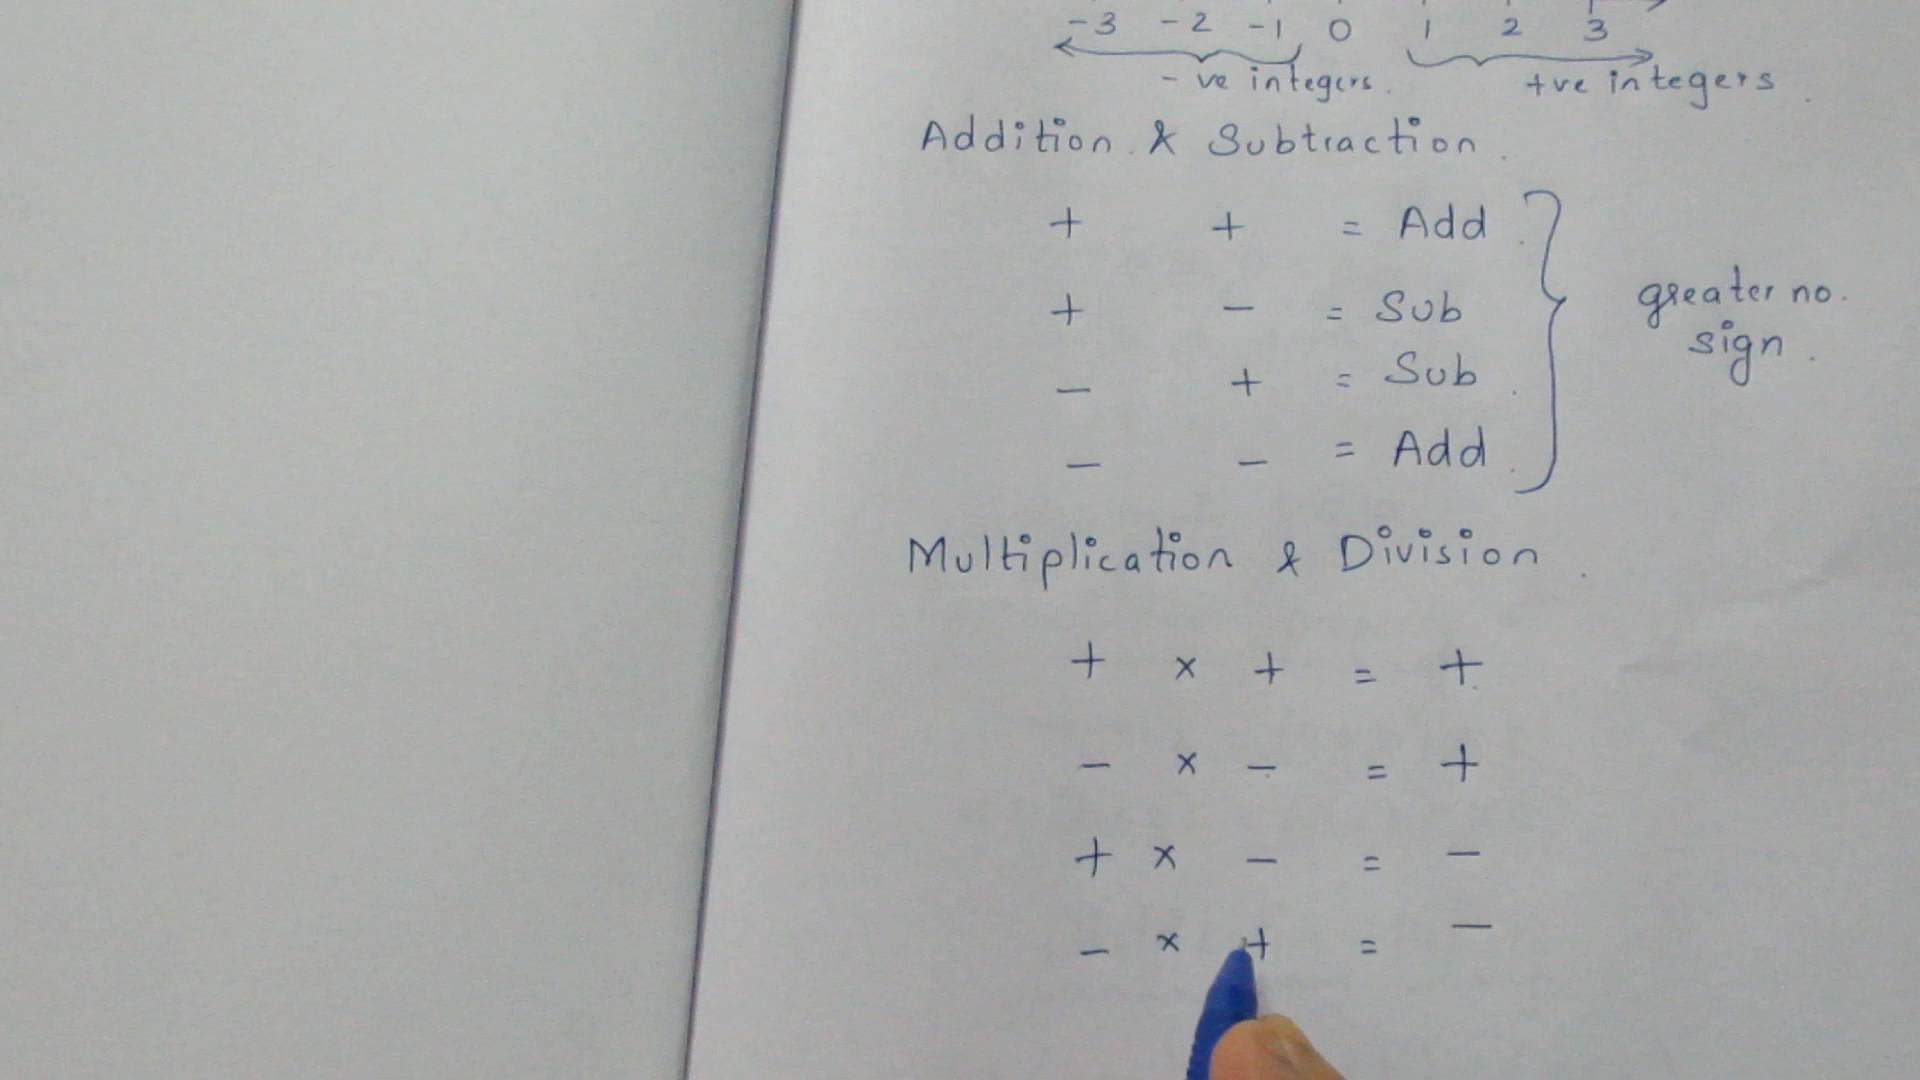 -3 -2 -1 0 1 2 3
-ve integers. +ve integers.
Addition & Subtraction.
+ + = Add
+ - = Sub
greater no.
sign.
- + = Sub
- - = Add
Multiplication & Division.
+ × + = +
- × - = +
+ × - = -
- × + = -